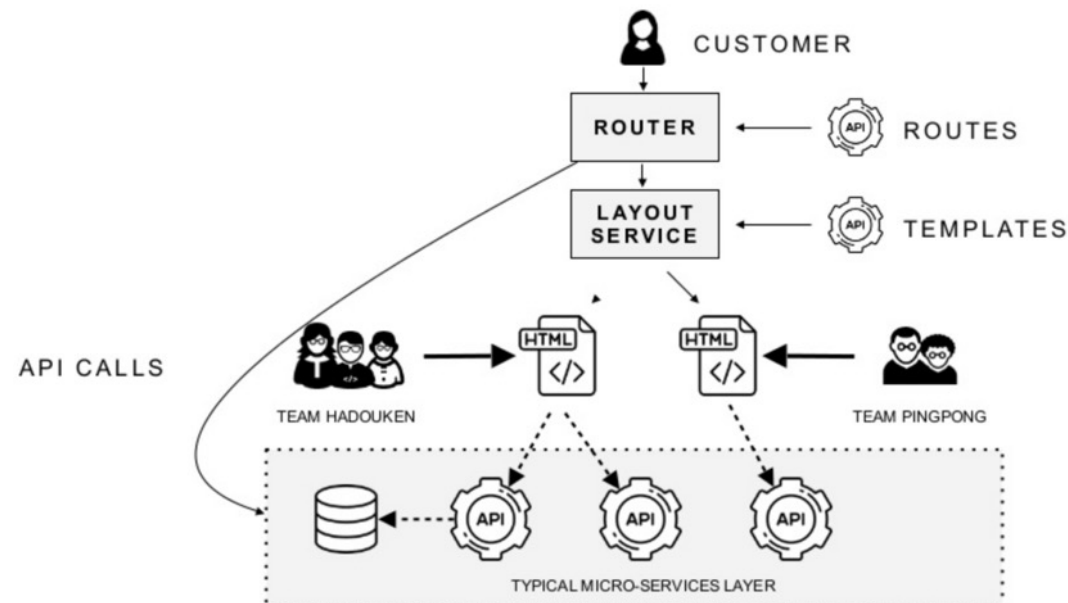 CUSTOMER
ROUTER
API
ROUTES
LAYOUT
SERVICE
API
TEMPLATES
HTML
</>
HTML
</>
API CALLS
TEAM HADOUKEN
TEAM PINGPONG
API
API
API
TYPICAL MICRO-SERVICES LAYER